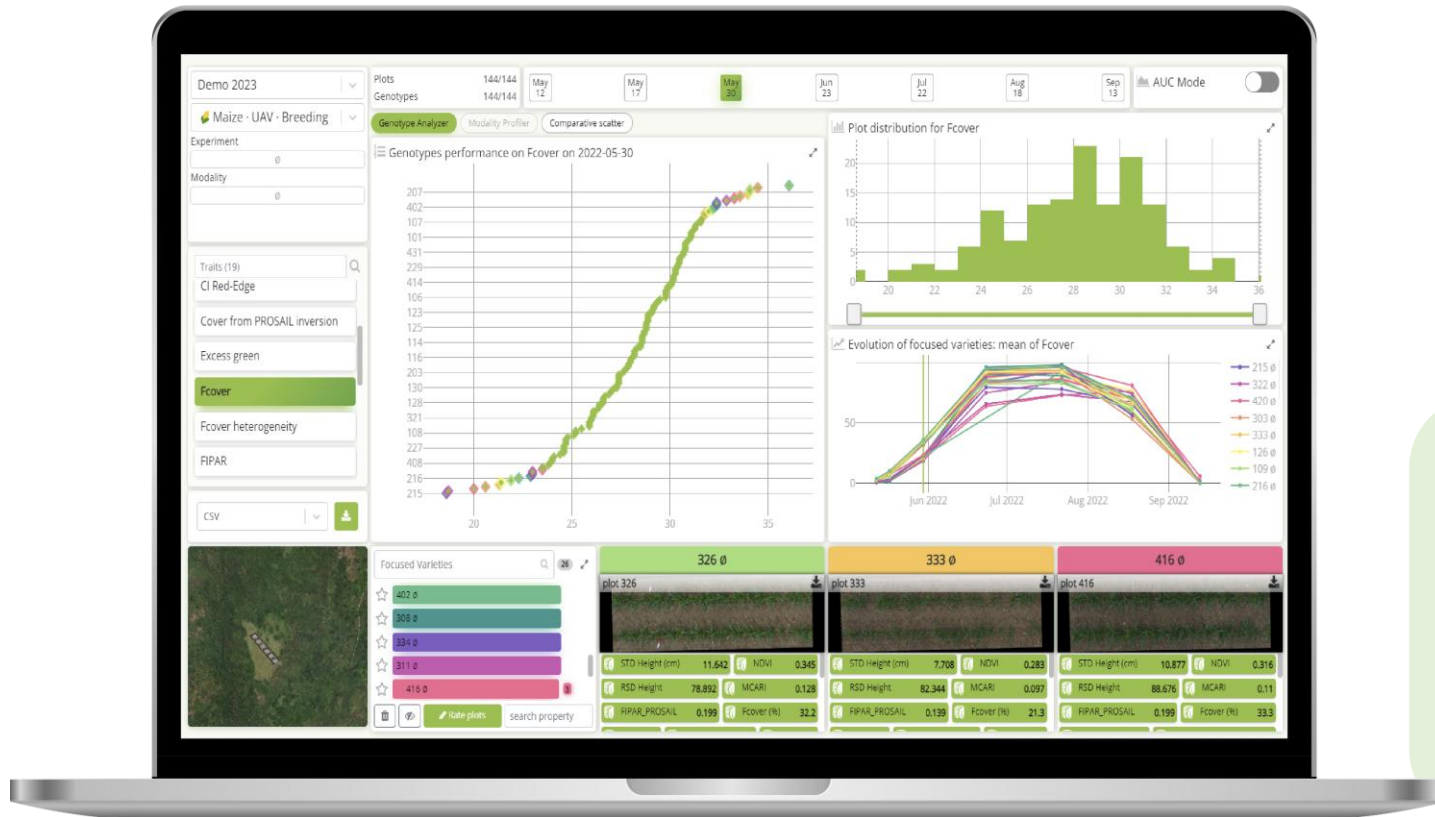 Demo 2023
Maize · UAV · Breeding
Experiment
Ø
Modality
Ø
Traits (19)
CI Red-Edge
Cover from PROSAIL inversion
Excess green
Fcover
Fcover heterogeneity
FIPAR
CSV
Plots 144/144
Genotypes 144/144
May 12
May 17
May 30
Jun 23
Jul 22
Aug 18
Sep 13
AUC Mode
Genotype Analyzer
Modality Profiler
Comparative scatter
Genotypes performance on Fcover on 2022-05-30
207
402
107
101
431
229
414
106
123
125
114
116
203
130
128
321
108
227
408
216
215
20 25 30 35
Plot distribution for Fcover
20
15
10
5
0
20 22 24 26 28 30 32 34 36
Evolution of focused varieties: mean of Fcover
50
0
Jun 2022 Jul 2022 Aug 2022 Sep 2022
215 Ø
322 Ø
420 Ø
303 Ø
333 Ø
126 Ø
109 Ø
216 Ø
Focused Varieties 26
402 Ø
308 Ø
334 Ø
311 Ø
416 Ø 3
Rate plots
search property
326 Ø
plot 326
STD Height (cm) 11.642 NDVI 0.345
RSD Height 78.892 MCARI 0.128
FIPAR_PROSAIL 0.199 Fcover (%) 32.2
333 Ø
plot 333
STD Height (cm) 7.708 NDVI 0.283
RSD Height 82.344 MCARI 0.097
FIPAR_PROSAIL 0.139 Fcover (%) 21.3
416 Ø
plot 416
STD Height (cm) 10.877 NDVI 0.316
RSD Height 88.676 MCARI 0.11
FIPAR_PROSAIL 0.199 Fcover (%) 33.3